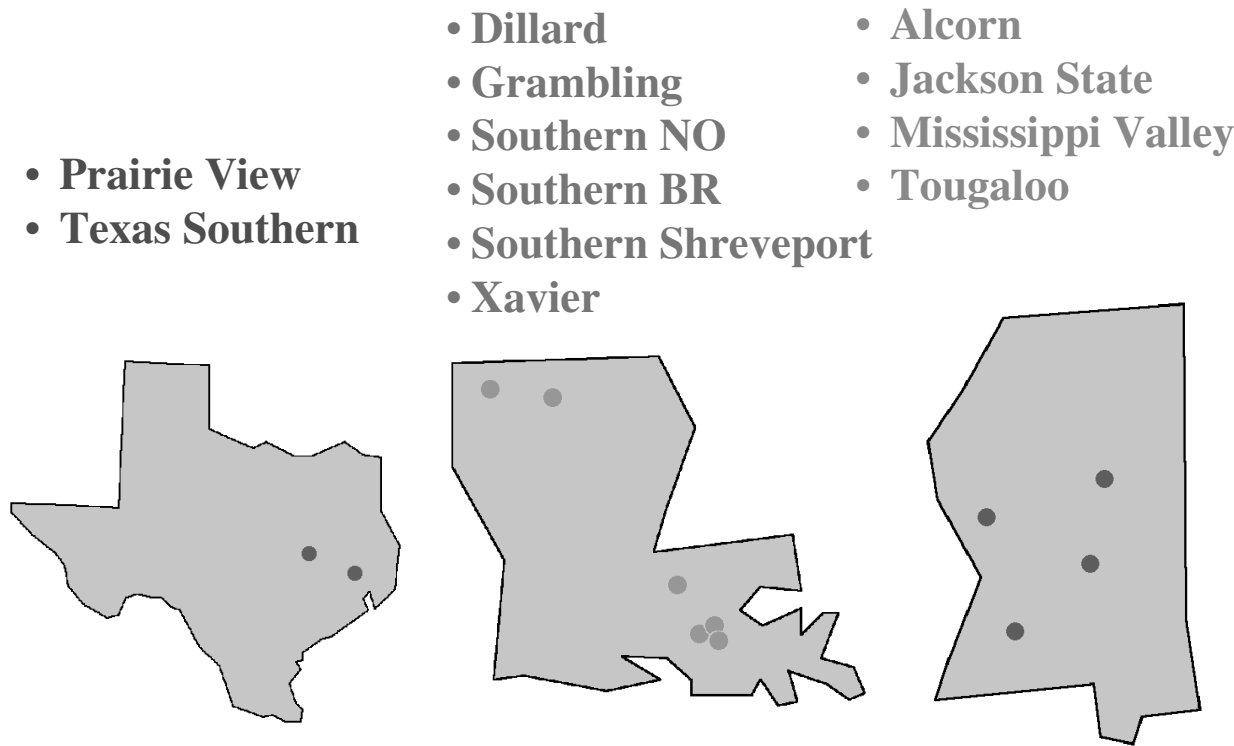 • Prairie View
• Texas Southern
• Dillard
• Grambling
• Southern NO
• Southern BR
• Southern Shreveport
• Xavier
• Alcorn
• Jackson State
• Mississippi Valley
• Tougaloo